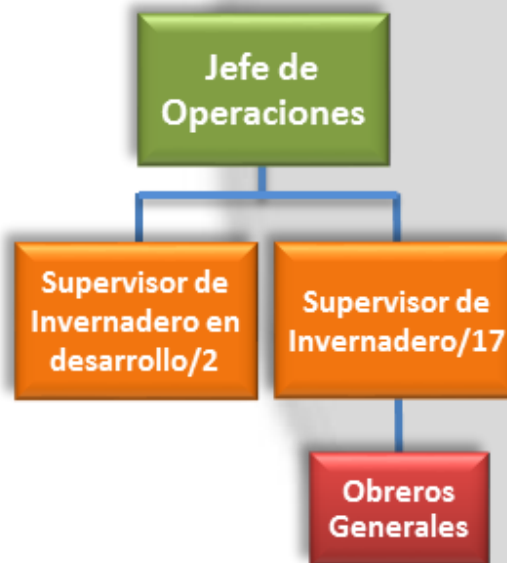 Jefe de
Operaciones
Supervisor de
Invernadero en
desarrollo/2
Supervisor de
Invernadero/17
Obreros
Generales